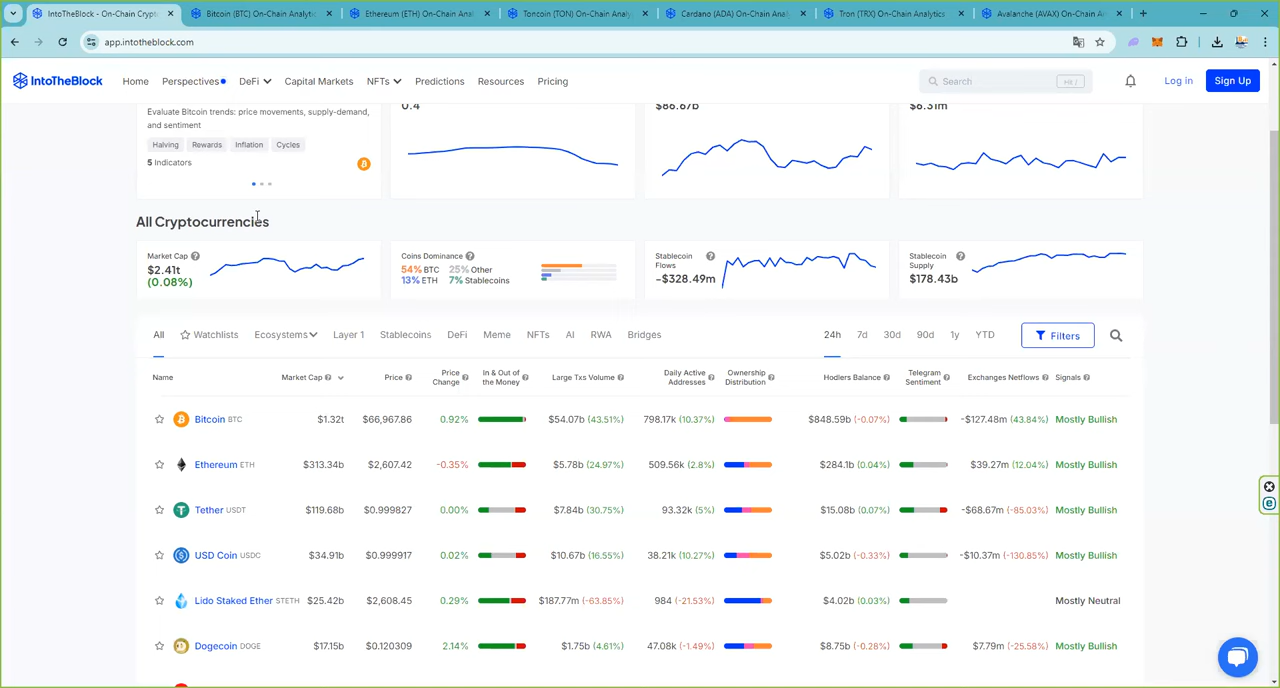 IntoTheBlock - On-Chain Crypt
Bitcoin (BTC) On-Chain Analytic
Ethereum (ETH) On-Chain Anal
Toncoin (TON) On-Chain Analy
Cardano (ADA) On-Chain Analy
Tron (TRX) On-Chain Analytics
Avalanche (AVAX) On-Chain A
app.intotheblock.com
IntoTheBlock
Home
Perspectives
DeFi
Capital Markets
NFTs
Predictions
Resources
Pricing
Search
Hit /
Log in
Sign Up
Evaluate Bitcoin trends: price movements, supply-demand,
and sentiment
Halving Rewards Inflation Cycles
5 Indicators
0.4
$66.67b
$6.31m
All Cryptocurrencies
Market Cap
$2.41t
(0.08%)
Coins Dominance
54% BTC 25% Other
13% ETH 7% Stablecoins
Stablecoin
Flows
-$328.49m
Stablecoin
Supply
$178.43b
All Watchlists Ecosystems Layer 1 Stablecoins DeFi Meme NFTs AI RWA Bridges
24h 7d 30d 90d 1y YTD
Filters
Name Market Cap Price Price Change In & Out of the Money Large Txs Volume Daily Active Addresses Ownership Distribution Hodlers Balance Telegram Sentiment Exchanges Netflows Signals
Bitcoin BTC $1.32t $66,967.86 0.92% $54.07b (43.51%) 798.17k (10.37%) $848.59b (-0.07%) -$127.48m (43.84%) Mostly Bullish
Ethereum ETH $313.34b $2,607.42 -0.35% $5.78b (24.97%) 509.56k (2.8%) $284.1b (0.04%) $39.27m (12.04%) Mostly Bullish
Tether USDT $119.68b $0.999827 0.00% $7.84b (30.75%) 93.32k (5%) $15.08b (0.07%) -$68.67m (-85.03%) Mostly Bullish
USD Coin USDC $34.91b $0.999917 0.02% $10.67b (16.55%) 38.21k (10.27%) $5.02b (-0.33%) -$10.37m (-130.85%) Mostly Bullish
Lido Staked Ether STETH $25.42b $2,608.45 0.29% $187.77m (-63.85%) 984 (-21.53%) $4.02b (0.03%) Mostly Neutral
Dogecoin DOGE $17.15b $0.120309 2.14% $1.75b (4.61%) 47.08k (-1.49%) $8.75b (-0.28%) $7.79m (-25.58%) Mostly Bullish